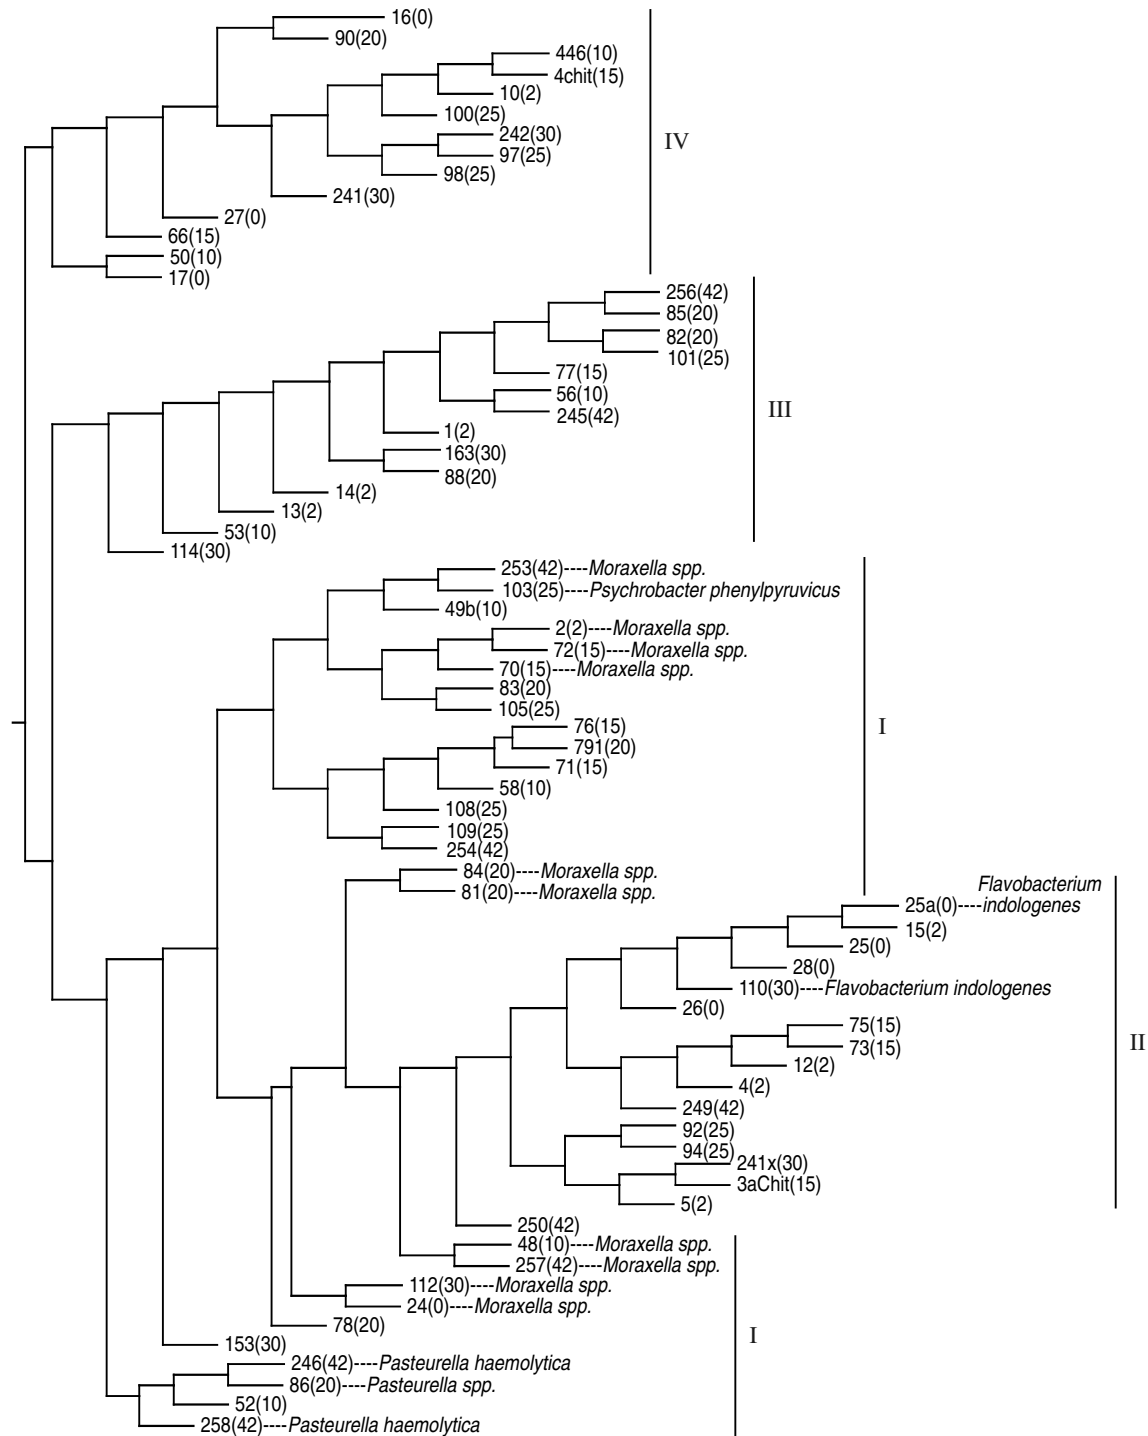 16(0)
90(20)
446(10)
4chit(15)
10(2)
100(25)
242(30)
IV
97(25)
98(25)
241(30)
27(0)
66(15)
50(10)
17(0)
256(42)
85(20)
82(20)
101(25)
77(15)
56(10)
III
245(42)
1(2)
163(30)
88(20)
14(2)
13(2)
53(10)
114(30)
253(42)----Moraxella spp.
103(25)----Psychrobacter phenylpyruvicus
49b(10)
2(2)----Moraxella spp.
72(15)----Moraxella spp.
70(15)----Moraxella spp.
83(20)
105(25)
76(15)
I
791(20)
71(15)
58(10)
108(25)
109(25)
254(42)
84(20)----Moraxella spp.
81(20)----Moraxella spp.
Flavobacterium
25a(0)----indologenes
15(2)
25(0)
28(0)
110(30)----Flavobacterium indologenes
26(0)
75(15)
II
73(15)
12(2)
4(2)
249(42)
92(25)
94(25)
241x(30)
3aChit(15)
5(2)
250(42)
48(10)----Moraxella spp.
257(42)----Moraxella spp.
112(30)----Moraxella spp.
24(0)----Moraxella spp.
78(20)
I
153(30)
246(42)----Pasteurella haemolytica
86(20)----Pasteurella spp.
52(10)
258(42)----Pasteurella haemolytica